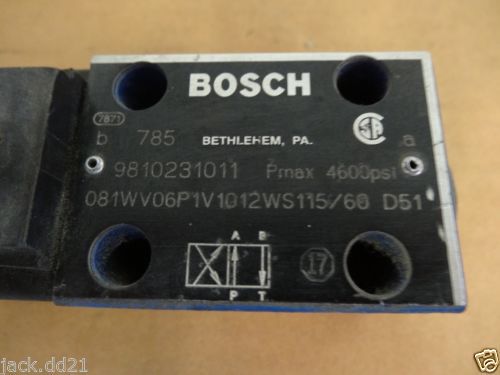 BOSCH
7871
b 785 BETHLEHEM, PA. a
9810231011 Pmax 4600psi
081WV06P1V1012WS115/60 D51
A B
P T
17
jack.dd21